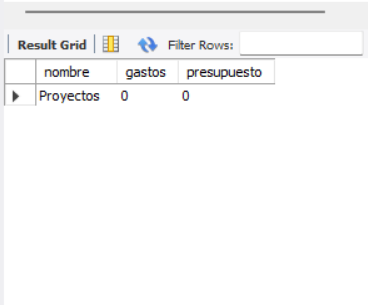 Result Grid Filter Rows:
nombre gastos presupuesto
Proyectos 0 0